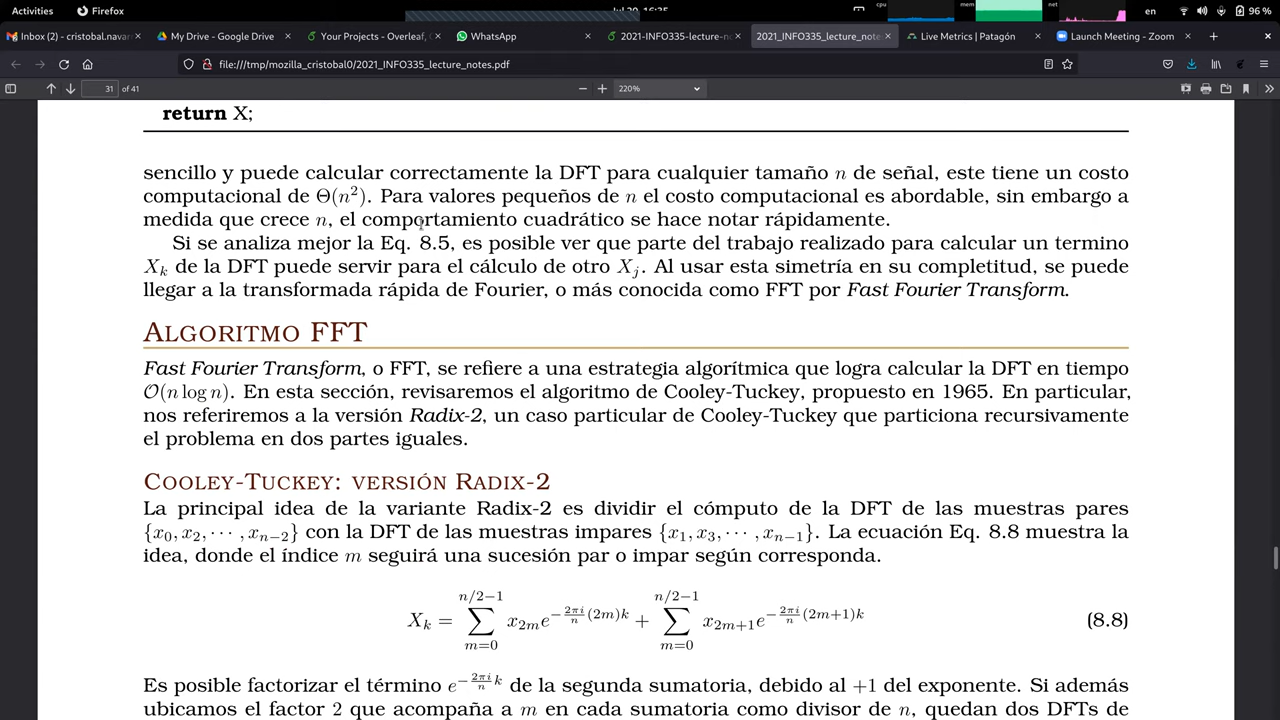 Activities Firefox cpu mem net en 96 %
Inbox (2) - cristobal.nava My Drive - Google Drive Your Projects - Overleaf, WhatsApp 2021-INFO335-lecture-no 2021_INFO335_lecture_note Live Metrics | Patagón Launch Meeting - Zoom
file:///tmp/mozilla_cristobal0/2021_INFO335_lecture_notes.pdf
31 of 41 220%
return X;
sencillo y puede calcular correctamente la DFT para cualquier tamaño n de señal, este tiene un costo
computacional de Θ(n²). Para valores pequeños de n el costo computacional es abordable, sin embargo a
medida que crece n, el comportamiento cuadrático se hace notar rápidamente.
Si se analiza mejor la Eq. 8.5, es posible ver que parte del trabajo realizado para calcular un termino
X_k de la DFT puede servir para el cálculo de otro X_j. Al usar esta simetría en su completitud, se puede
llegar a la transformada rápida de Fourier, o más conocida como FFT por Fast Fourier Transform.
ALGORITMO FFT
Fast Fourier Transform, o FFT, se refiere a una estrategia algorítmica que logra calcular la DFT en tiempo
O(n log n). En esta sección, revisaremos el algoritmo de Cooley-Tuckey, propuesto en 1965. En particular,
nos referiremos a la versión Radix-2, un caso particular de Cooley-Tuckey que particiona recursivamente
el problema en dos partes iguales.
COOLEY-TUCKEY: VERSIÓN RADIX-2
La principal idea de la variante Radix-2 es dividir el cómputo de la DFT de las muestras pares
{x_0, x_2, ⋯, x_{n−2}} con la DFT de las muestras impares {x_1, x_3, ⋯, x_{n−1}}. La ecuación Eq. 8.8 muestra la
idea, donde el índice m seguirá una sucesión par o impar según corresponda.
X_k = ∑_{m=0}^{n/2−1} x_{2m} e^{−(2πi/n)(2m)k} + ∑_{m=0}^{n/2−1} x_{2m+1} e^{−(2πi/n)(2m+1)k} (8.8)
Es posible factorizar el término e^{−(2πi/n)k} de la segunda sumatoria, debido al +1 del exponente. Si además
ubicamos el factor 2 que acompaña a m en cada sumatoria como divisor de n, quedan dos DFTs de